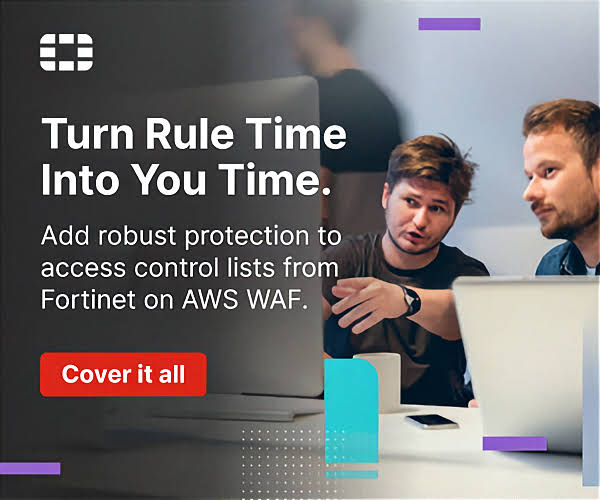 Turn Rule Time
Into You Time.
Add robust protection to
access control lists from
Fortinet on AWS WAF.
Cover it all